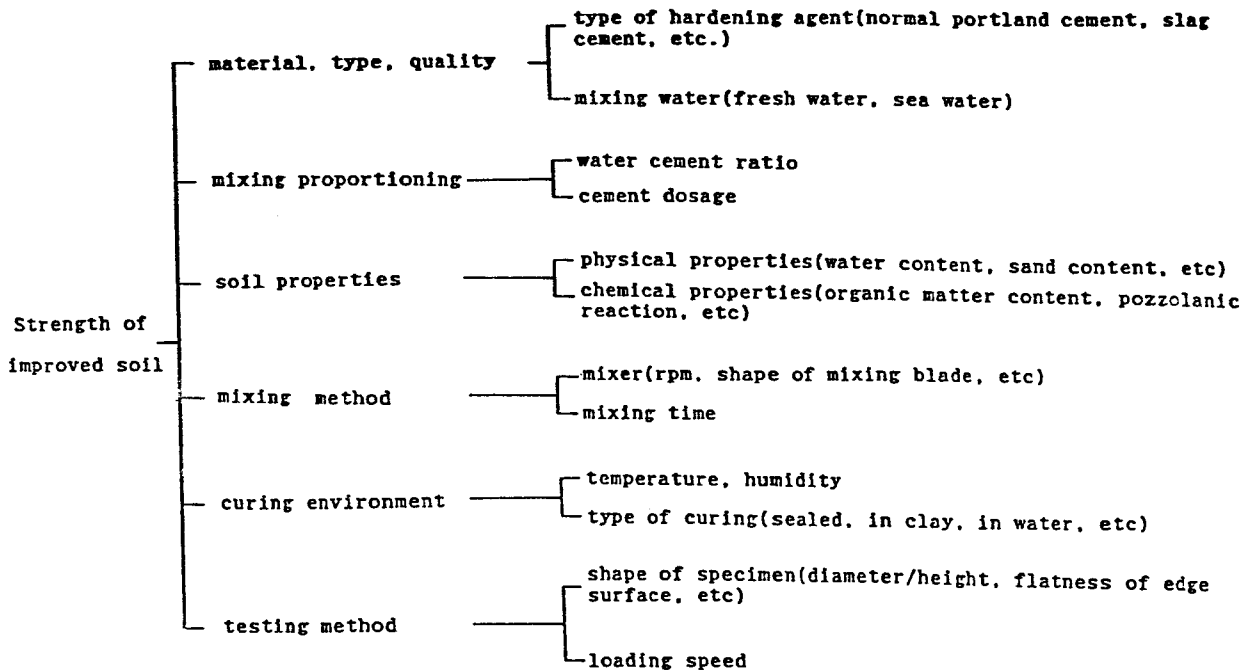 type of hardening agent(normal portland cement, slag
cement, etc.)
material, type, quality
mixing water(fresh water, sea water)
water cement ratio
mixing proportioning
cement dosage
physical properties(water content, sand content, etc)
soil properties
chemical properties(organic matter content, pozzolanic
reaction, etc)
Strength of
improved soil
mixer(rpm, shape of mixing blade, etc)
mixing method
mixing time
temperature, humidity
curing environment
type of curing(sealed, in clay, in water, etc)
shape of specimen(diameter/height, flatness of edge
surface, etc)
testing method
loading speed